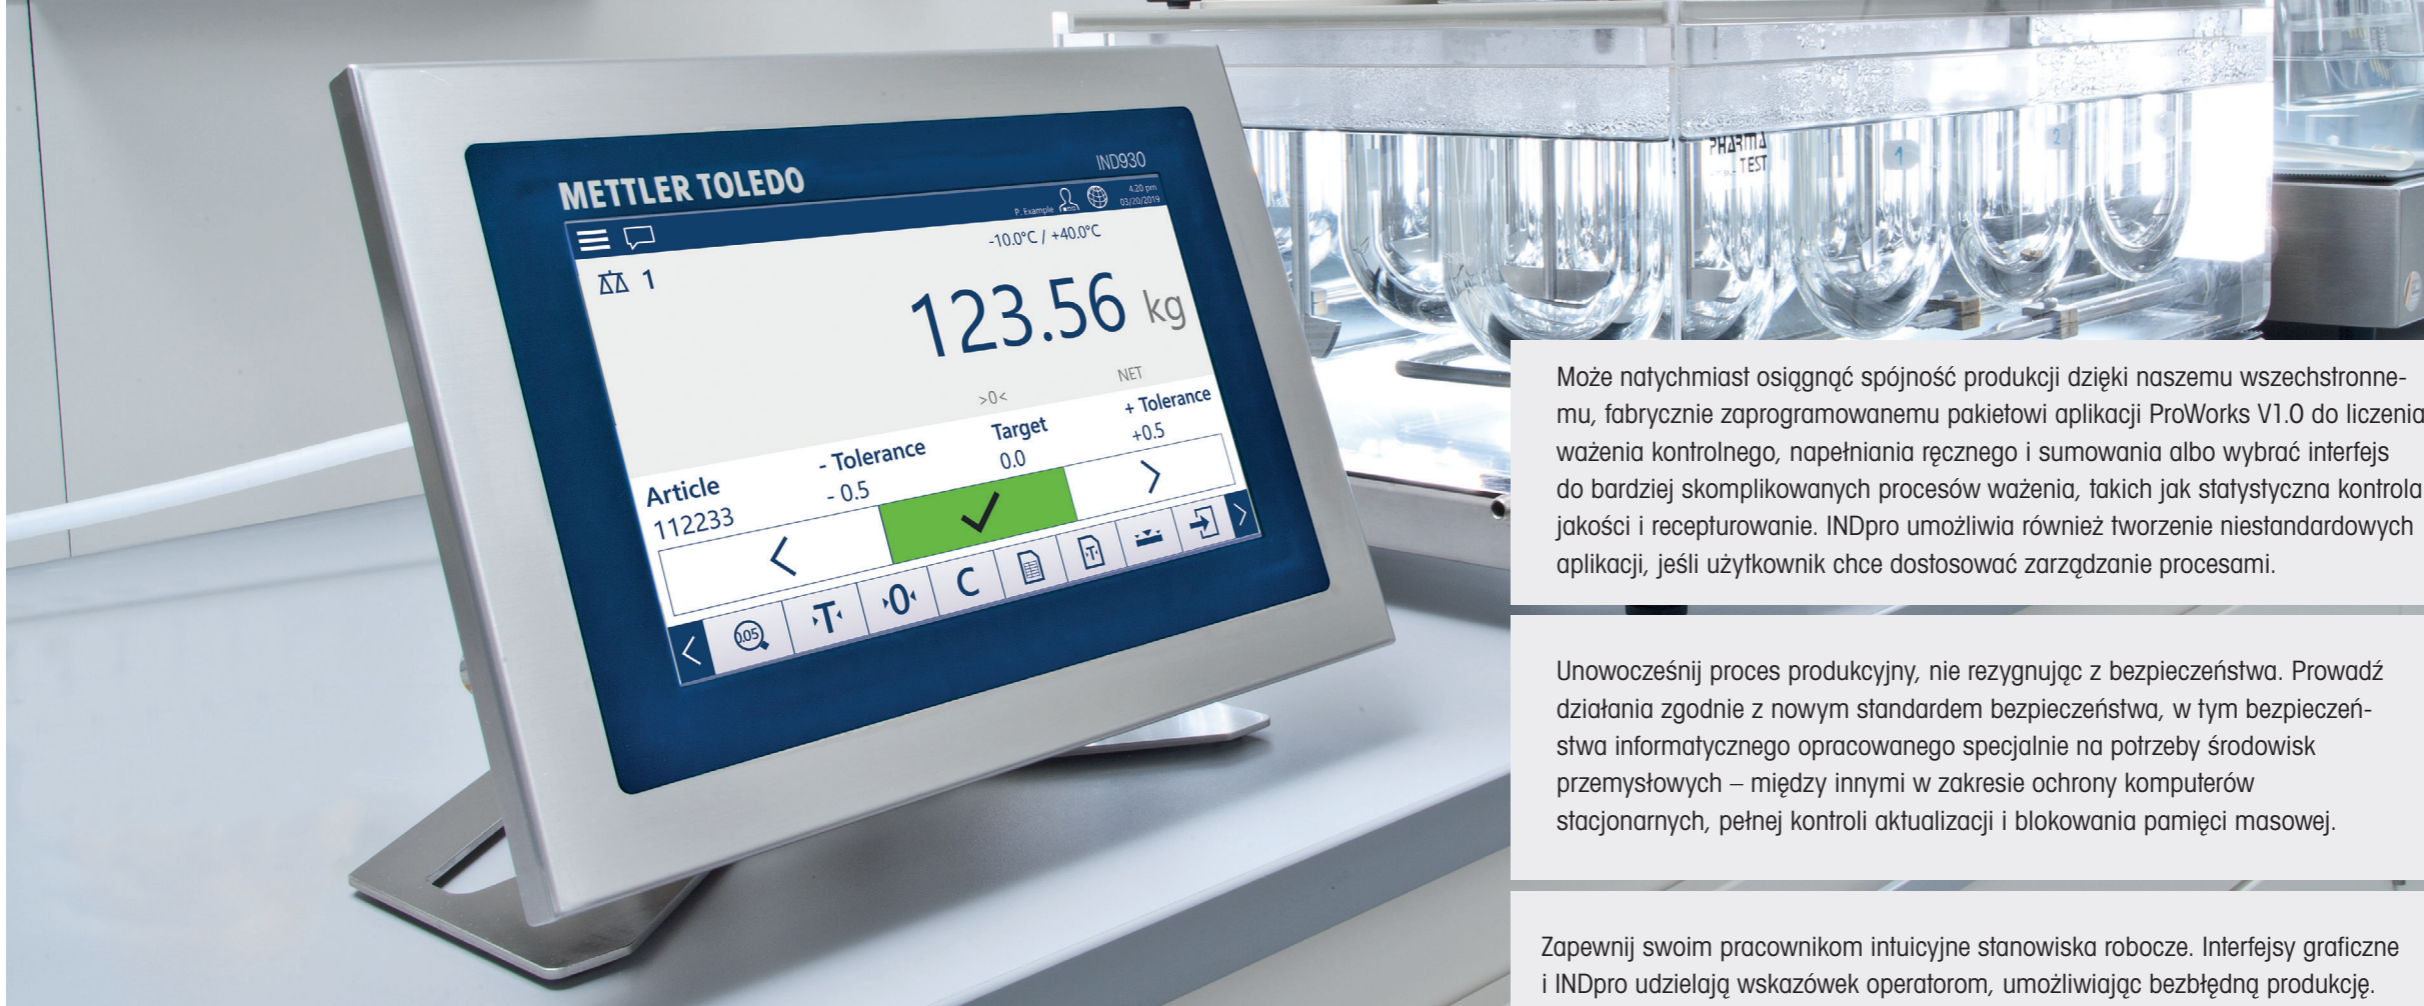 METTLER TOLEDO
IND930
P. Example
4:20 pm
03/20/2019
-10.0°C / +40.0°C
1
123.56 kg
>0<
NET
Article
- Tolerance
Target
+ Tolerance
112233
- 0.5
0.0
+0.5
0.05
T
0
C
T
PHARMA
TEST
1
2
Może natychmiast osiągnąć spójność produkcji dzięki naszemu wszechstronne-
mu, fabrycznie zaprogramowanemu pakietowi aplikacji ProWorks V1.0 do liczenia
ważenia kontrolnego, napełniania ręcznego i sumowania albo wybrać interfejs
do bardziej skomplikowanych procesów ważenia, takich jak statystyczna kontrola
jakości i recepturowanie. INDpro umożliwia również tworzenie niestandardowych
aplikacji, jeśli użytkownik chce dostosować zarządzanie procesami.
Unowocześnij proces produkcyjny, nie rezygnując z bezpieczeństwa. Prowadź
działania zgodnie z nowym standardem bezpieczeństwa, w tym bezpieczeń-
stwa informatycznego opracowanego specjalnie na potrzeby środowisk
przemysłowych – między innymi w zakresie ochrony komputerów
stacjonarnych, pełnej kontroli aktualizacji i blokowania pamięci masowej.
Zapewnij swoim pracownikom intuicyjne stanowiska robocze. Interfejsy graficzne
i INDpro udzielają wskazówek operatorom, umożliwiając bezbłędną produkcję.